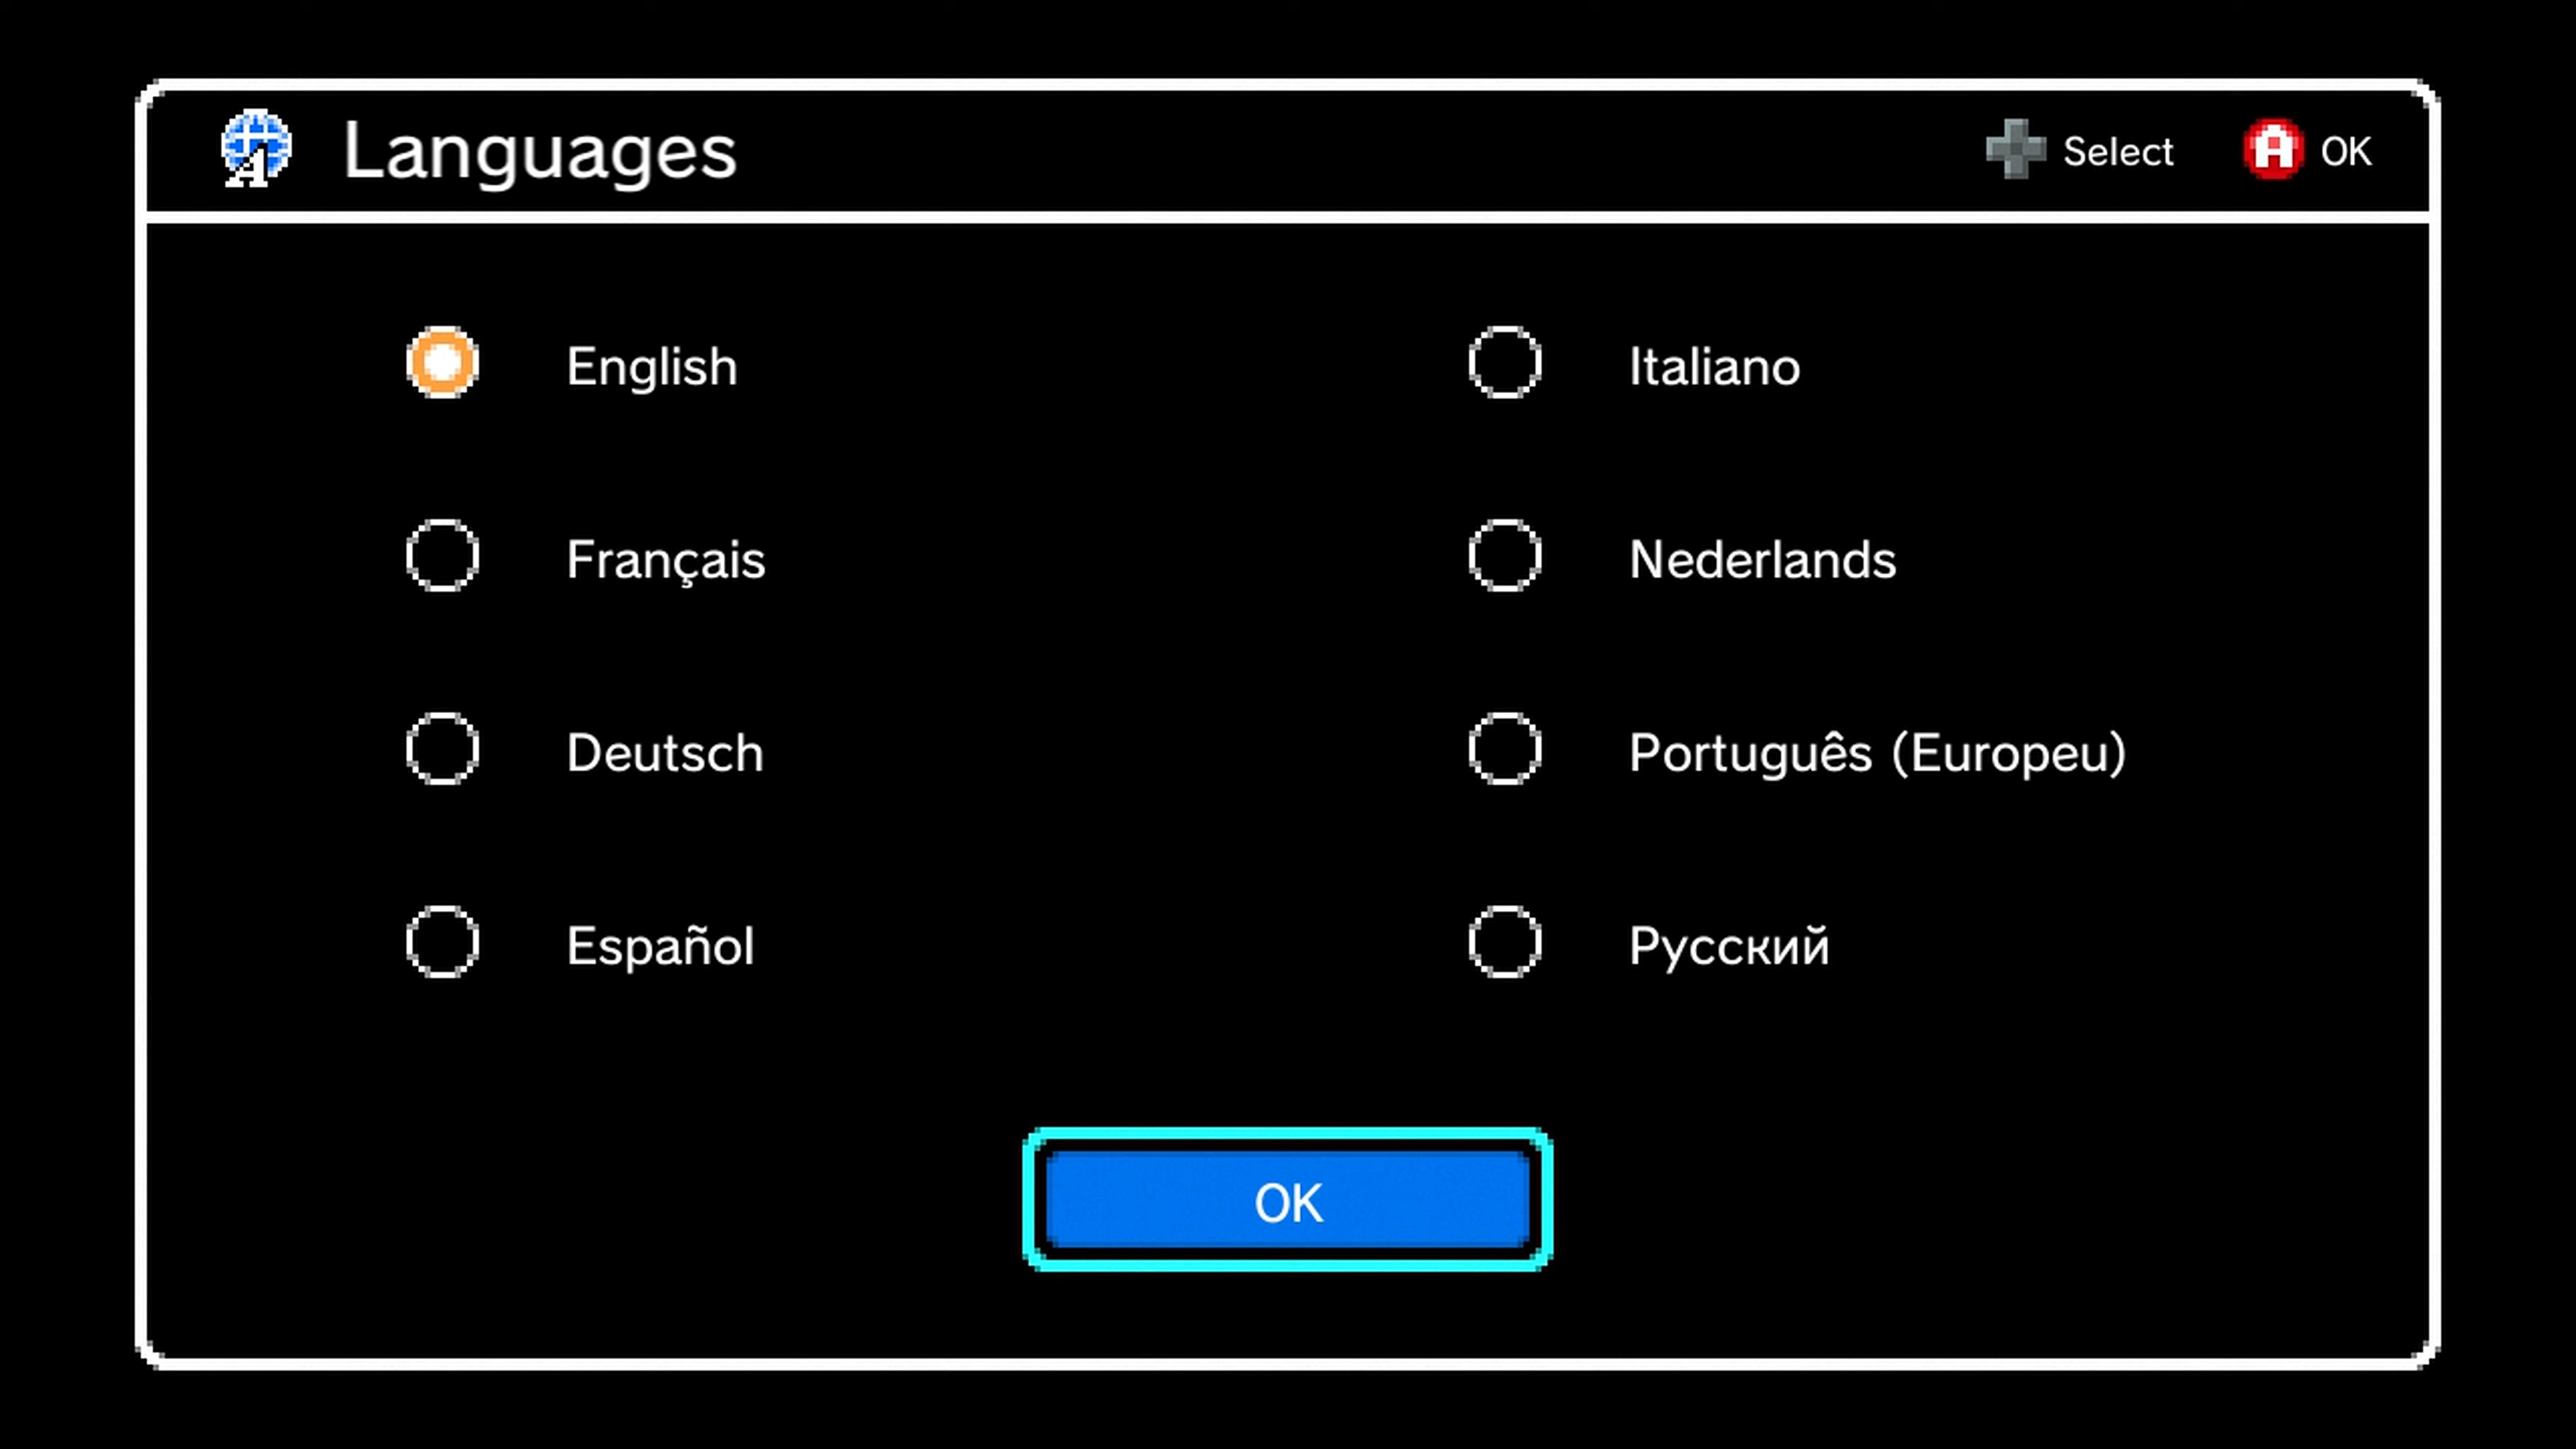 Languages
Select
A OK
English
Français
Deutsch
Español
Italiano
Nederlands
Português (Europeu)
Русский
OK